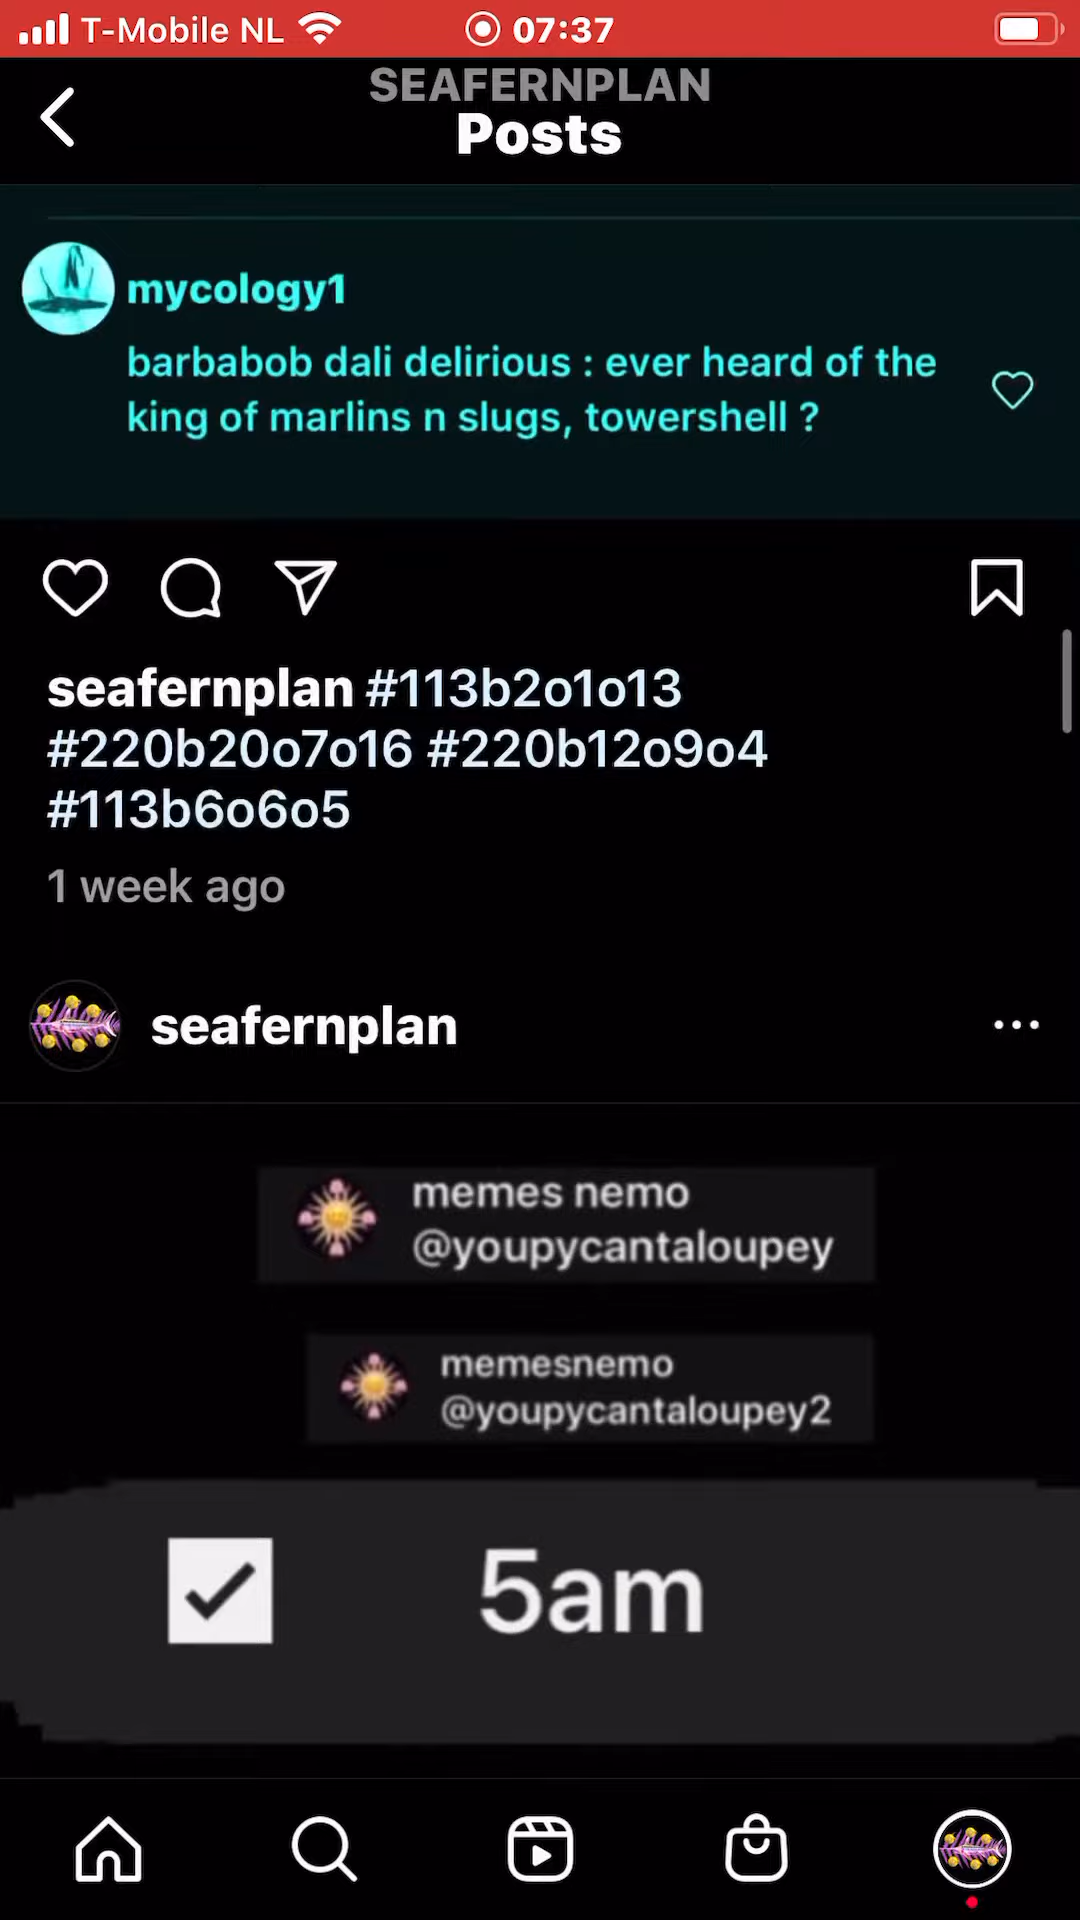 T-Mobile NL 07:37
SEAFERNPLAN
Posts
mycology1
barbabob dali delirious : ever heard of the
king of marlins n slugs, towershell ?
seafernplan #113b2o1o13
#220b20o7o16 #220b12o9o4
#113b6o6o5
1 week ago
seafernplan
memes nemo
@youpycantaloupey
memesnemo
@youpycantaloupey2
5am